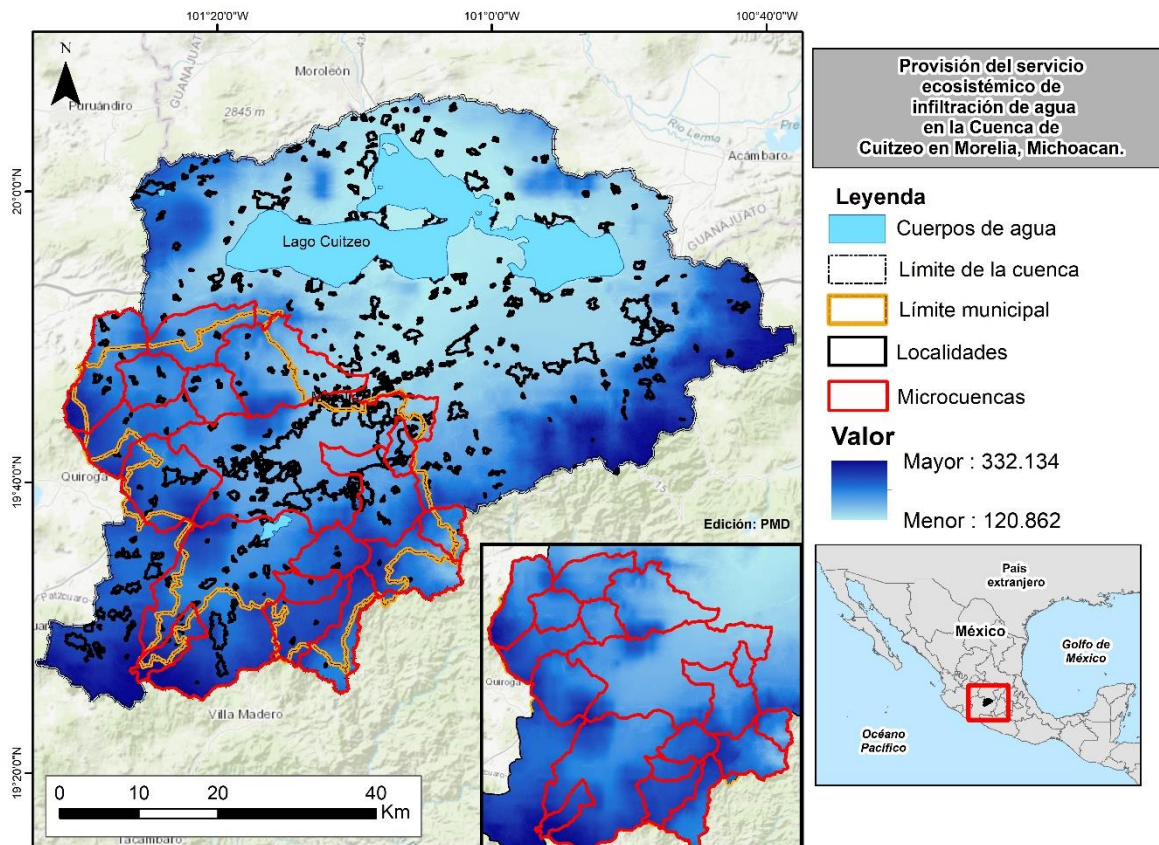 101°20'0"W
101°0'0"W
100°40'0"W
20°0'0"N
19°40'0"N
19°20'0"N
N
Moroleón
43
GUANAJUATO
Puruándiro
2845 m
Río Lerma
Acámbaro
GUANAJUATO
Lago Cuitzeo
Quiroga
15
Edición: PMD
Villa Madero
Tacámbaro
0
10
20
40
Km
Quiroga
Provisión del servicio
ecosistémico de
infiltración de agua
en la Cuenca de
Cuitzeo en Morelia, Michoacan.
Leyenda
Cuerpos de agua
Límite de la cuenca
Límite municipal
Localidades
Microcuencas
Valor
Mayor : 332.134
Menor : 120.862
País
extranjero
México
Golfo de
México
Océano
Pacífico